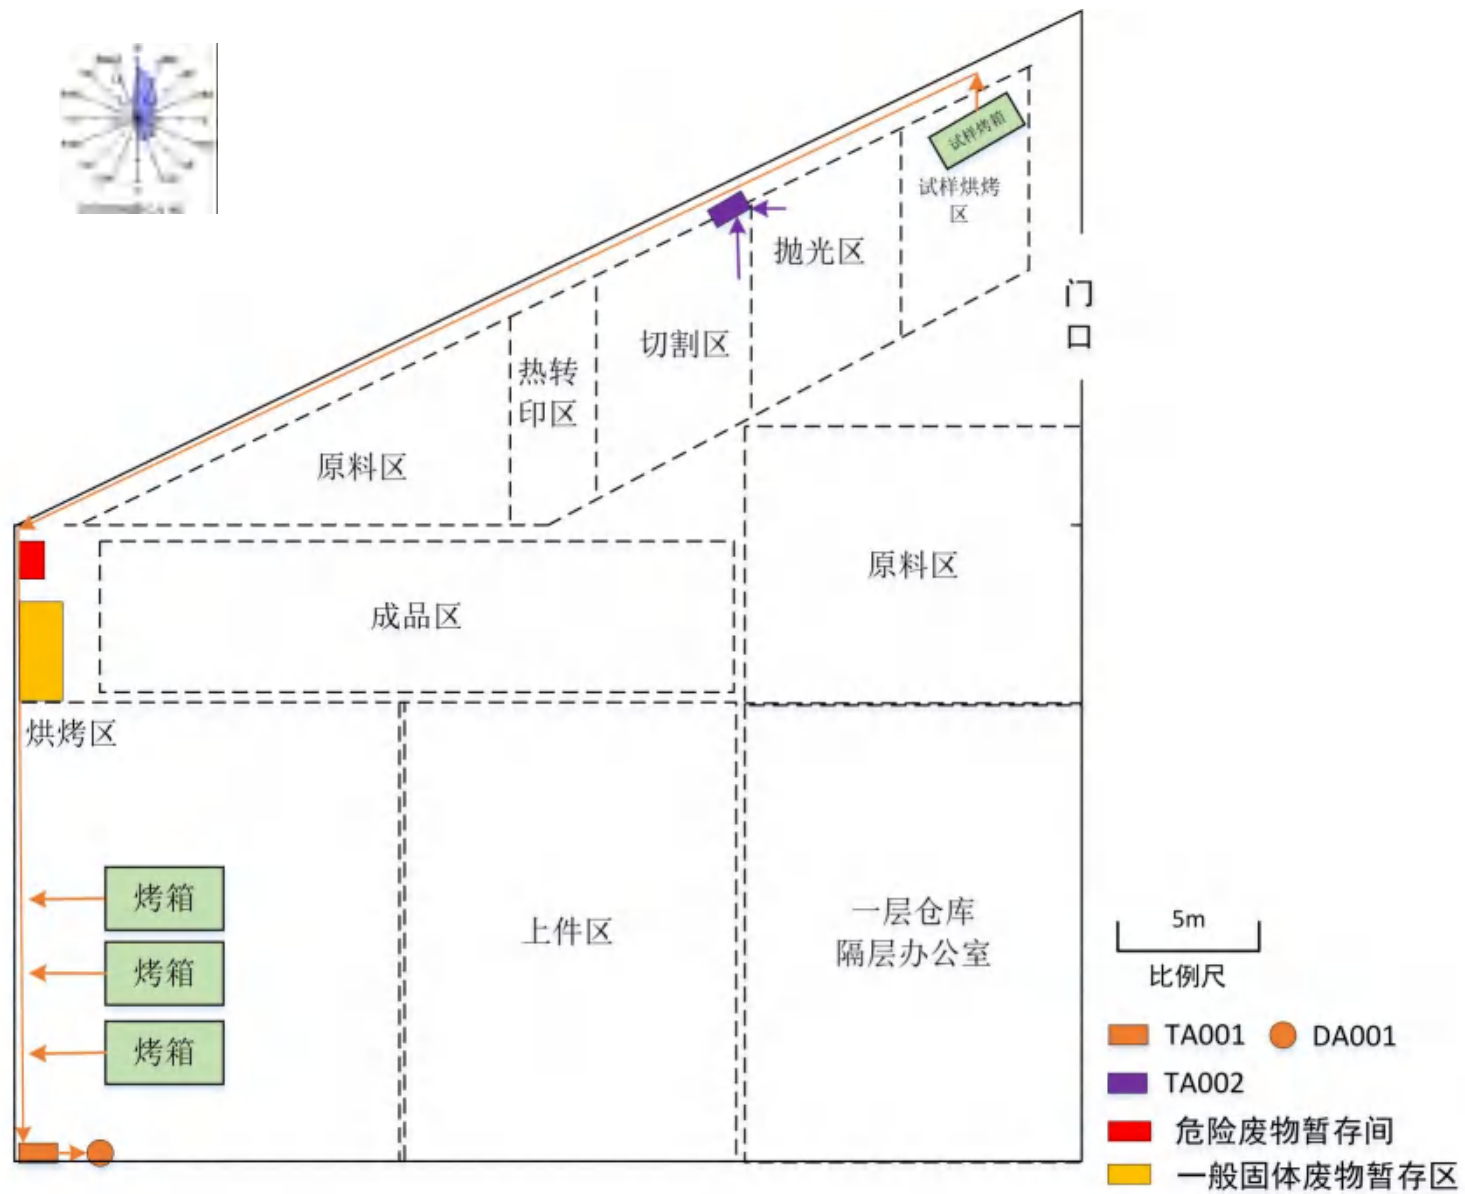 试样烤箱
试样烘烤
区
抛光区
门
口
切割区
热转
印区
原料区
原料区
成品区
烘烤区
烤箱
烤箱
烤箱
上件区
一层仓库
隔层办公室
5m
比例尺
TA001
DA001
TA002
危险废物暂存间
一般固体废物暂存区